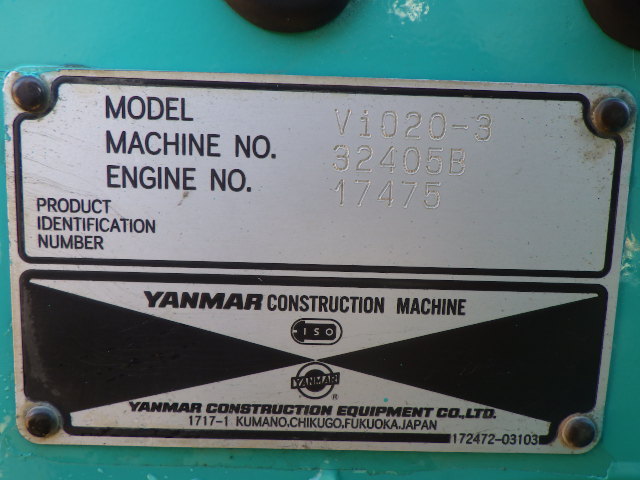 MODEL Vi020-3
MACHINE NO. 32405B
ENGINE NO. 17475
PRODUCT
IDENTIFICATION
NUMBER
YANMAR CONSTRUCTION MACHINE
ISO
YANMAR
®
YANMAR CONSTRUCTION EQUIPMENT CO.,LTD.
1717-1 KUMANO.CHIKUGO.FUKUOKA.JAPAN
172472-03103